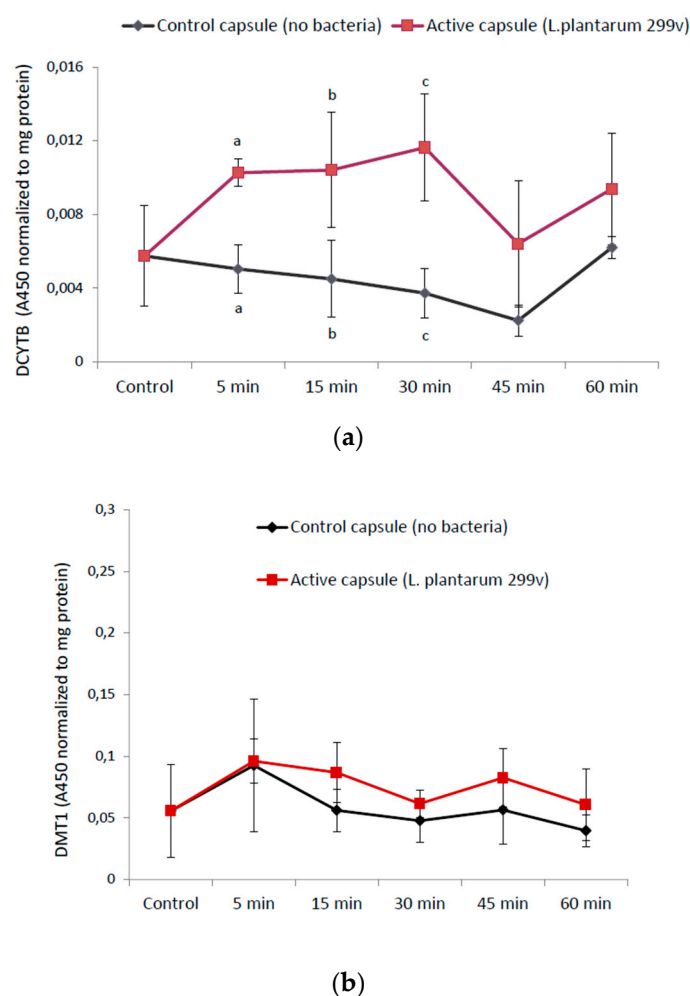 Control capsule (no bacteria) Active capsule (L.plantarum 299v)
0,016
0,012
0,008
0,004
0
DCYTB (A450 normalized to mg protein)
a
b
c
a
b
c
Control 5 min 15 min 30 min 45 min 60 min
(a)
0,3
0,25
0,2
0,15
0,1
0,05
0
DMT1 (A450 normalized to mg protein)
Control capsule (no bacteria)
Active capsule (L. plantarum 299v)
Control 5 min 15 min 30 min 45 min 60 min
(b)